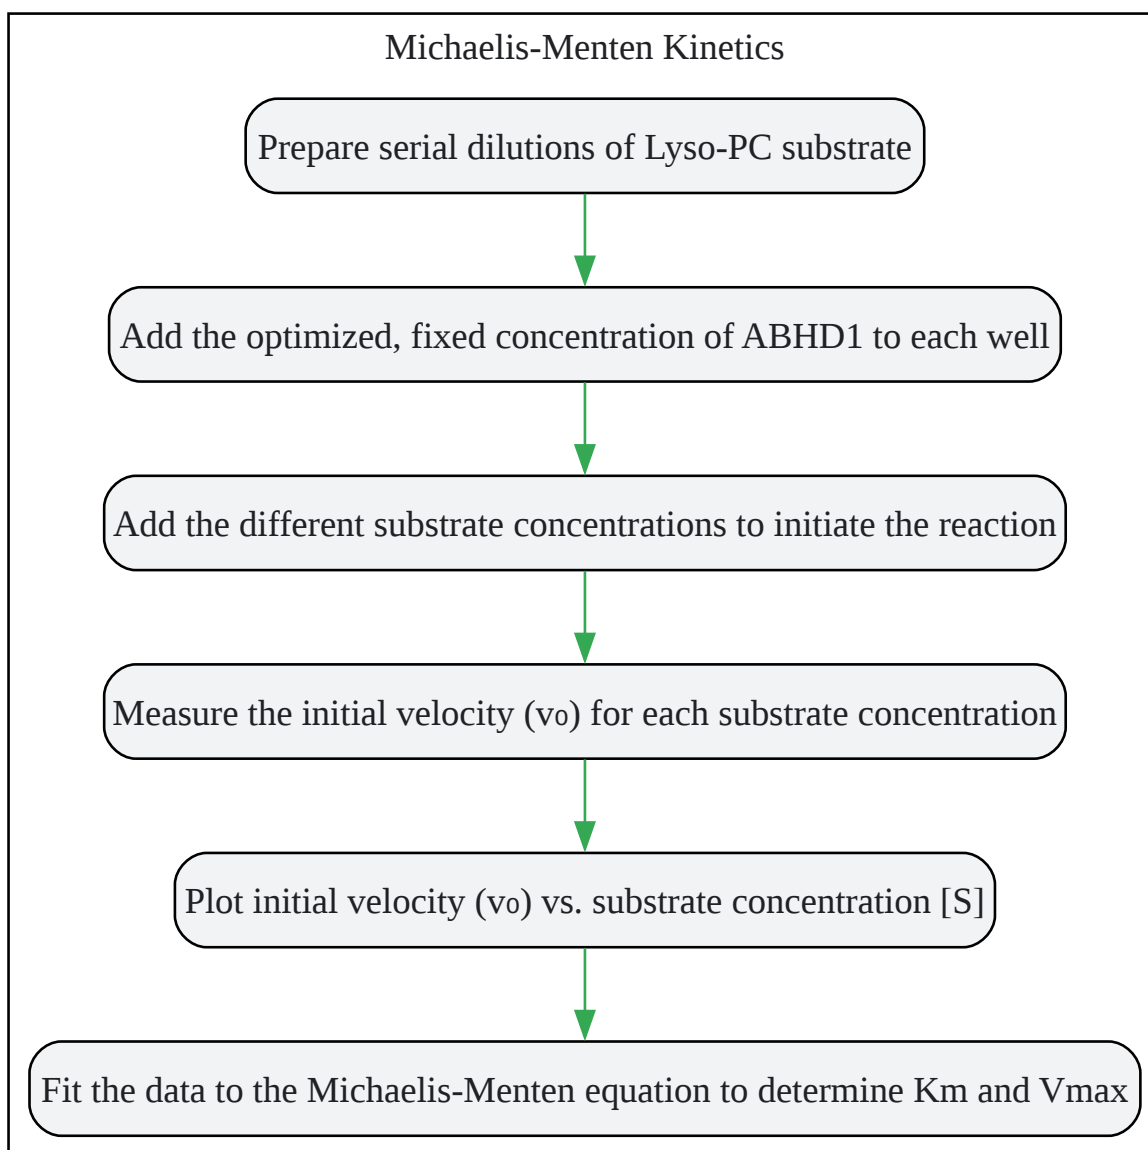 Michaelis-Menten Kinetics
Prepare serial dilutions of Lyso-PC substrate
Add the optimized, fixed concentration of ABHD1 to each well
Add the different substrate concentrations to initiate the reaction
Measure the initial velocity (v₀) for each substrate concentration
Plot initial velocity (v₀) vs. substrate concentration [S]
Fit the data to the Michaelis-Menten equation to determine Km and Vmax